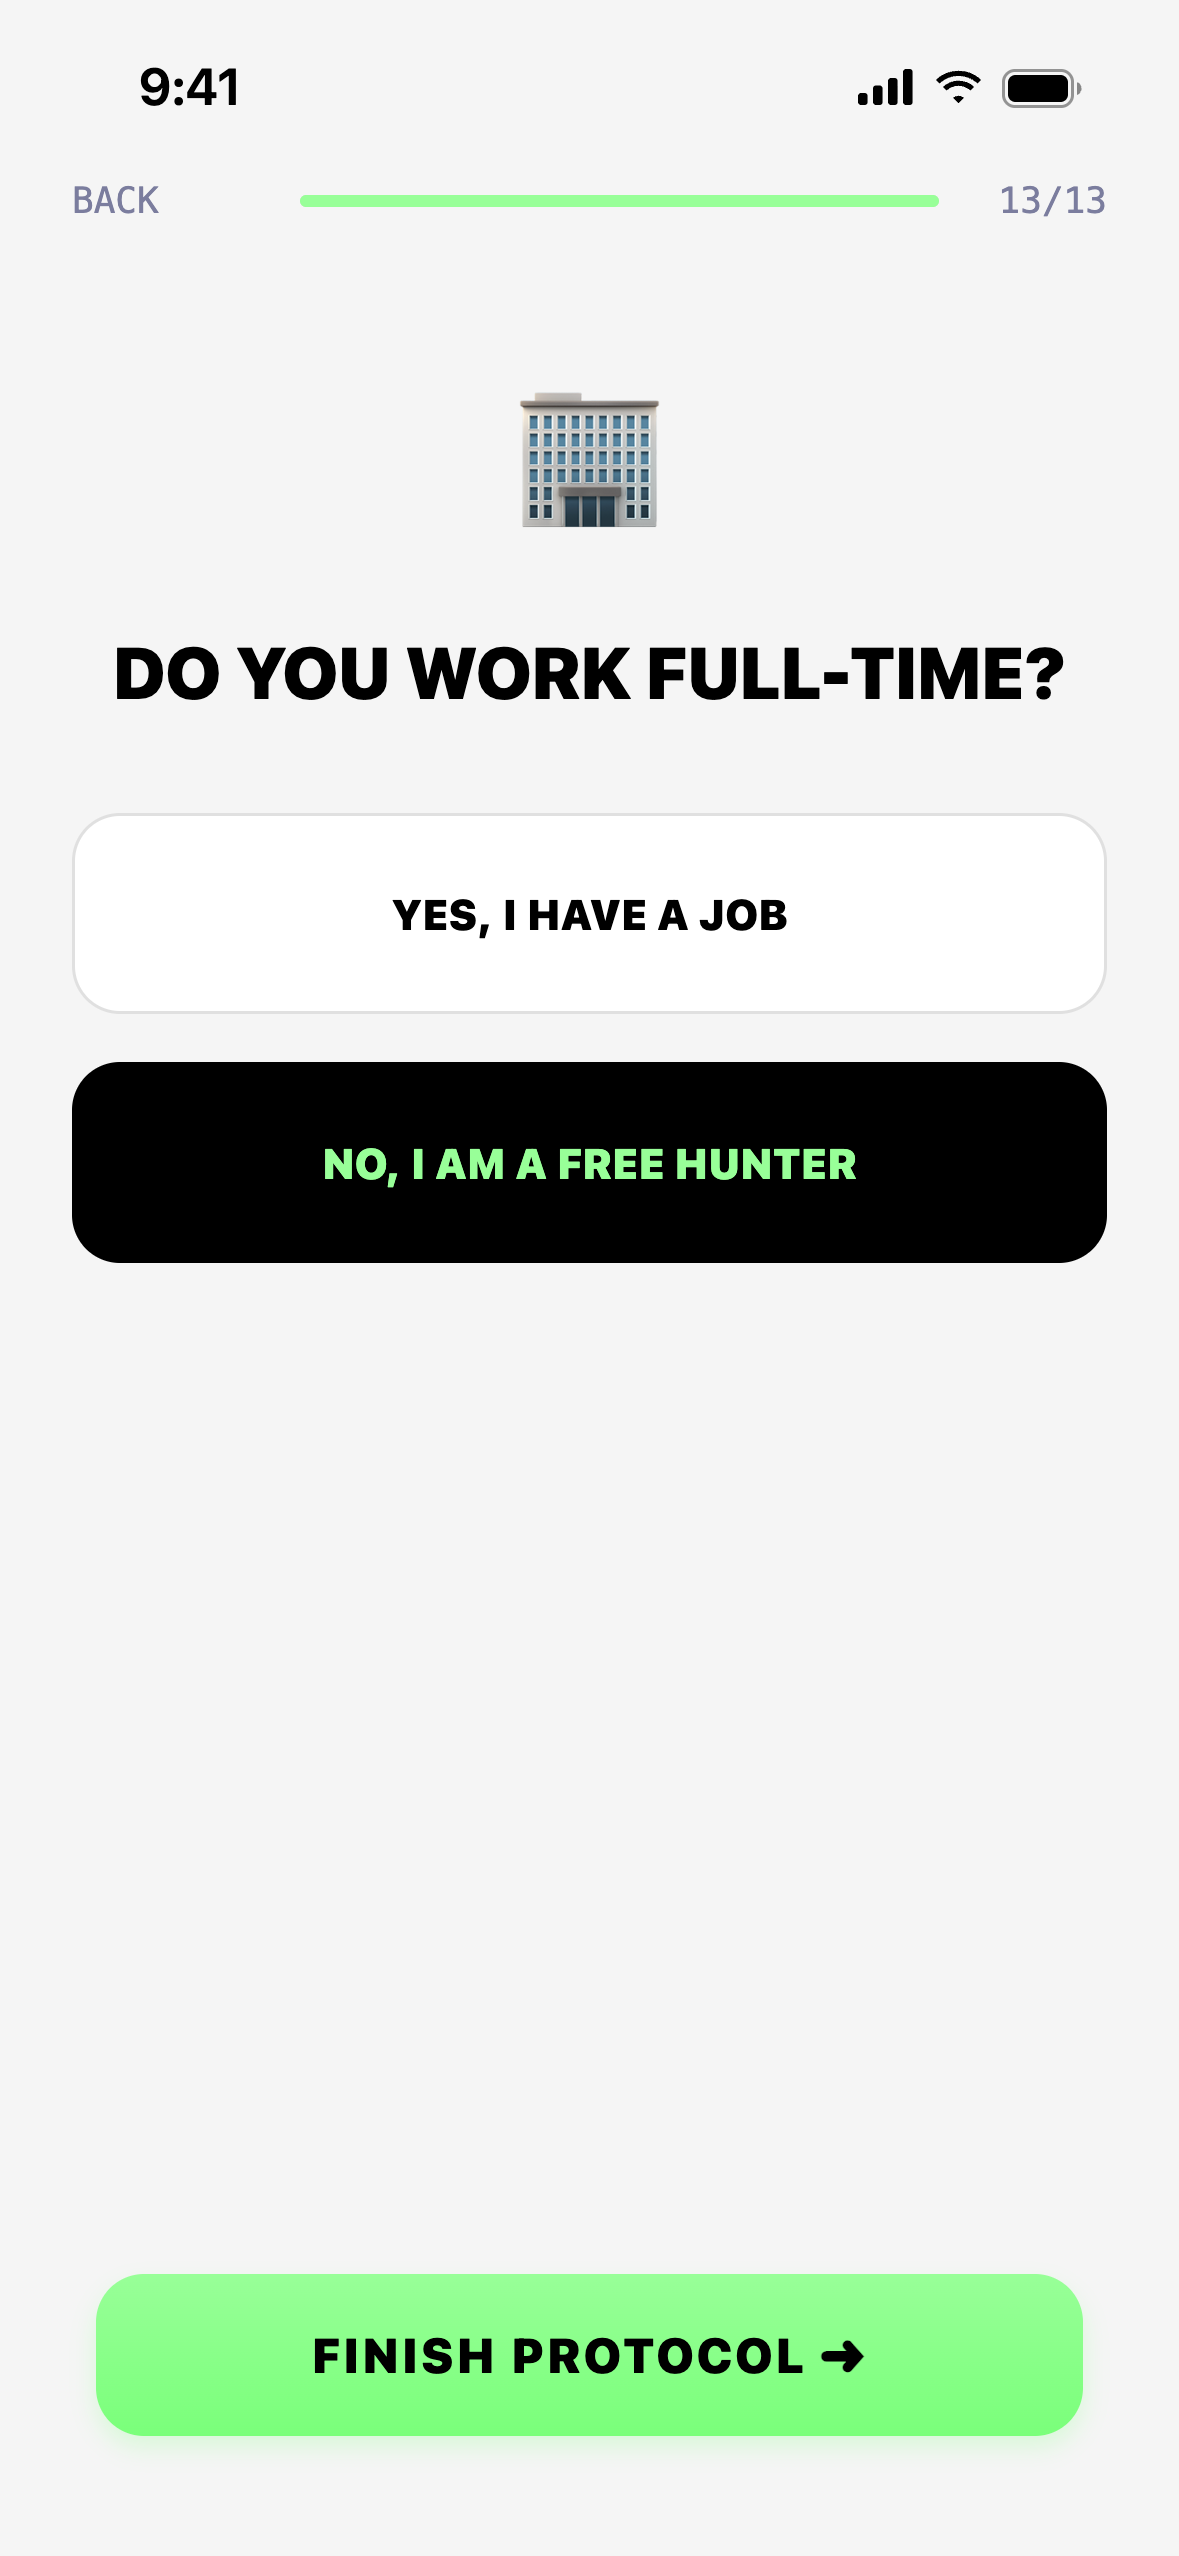 9:41
BACK
13/13
DO YOU WORK FULL-TIME?
YES, I HAVE A JOB
NO, I AM A FREE HUNTER
FINISH PROTOCOL ➜